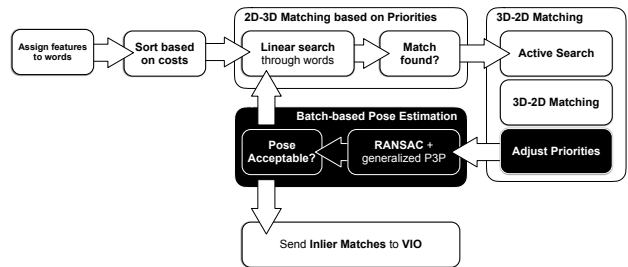 2D-3D Matching based on Priorities
3D-2D Matching
Assign features
to words
Sort based
on costs
Linear search
through words
Match
found?
Active Search
3D-2D Matching
Batch-based Pose Estimation
Pose
Acceptable?
RANSAC +
generalized P3P
Adjust Priorities
Send Inlier Matches to VIO